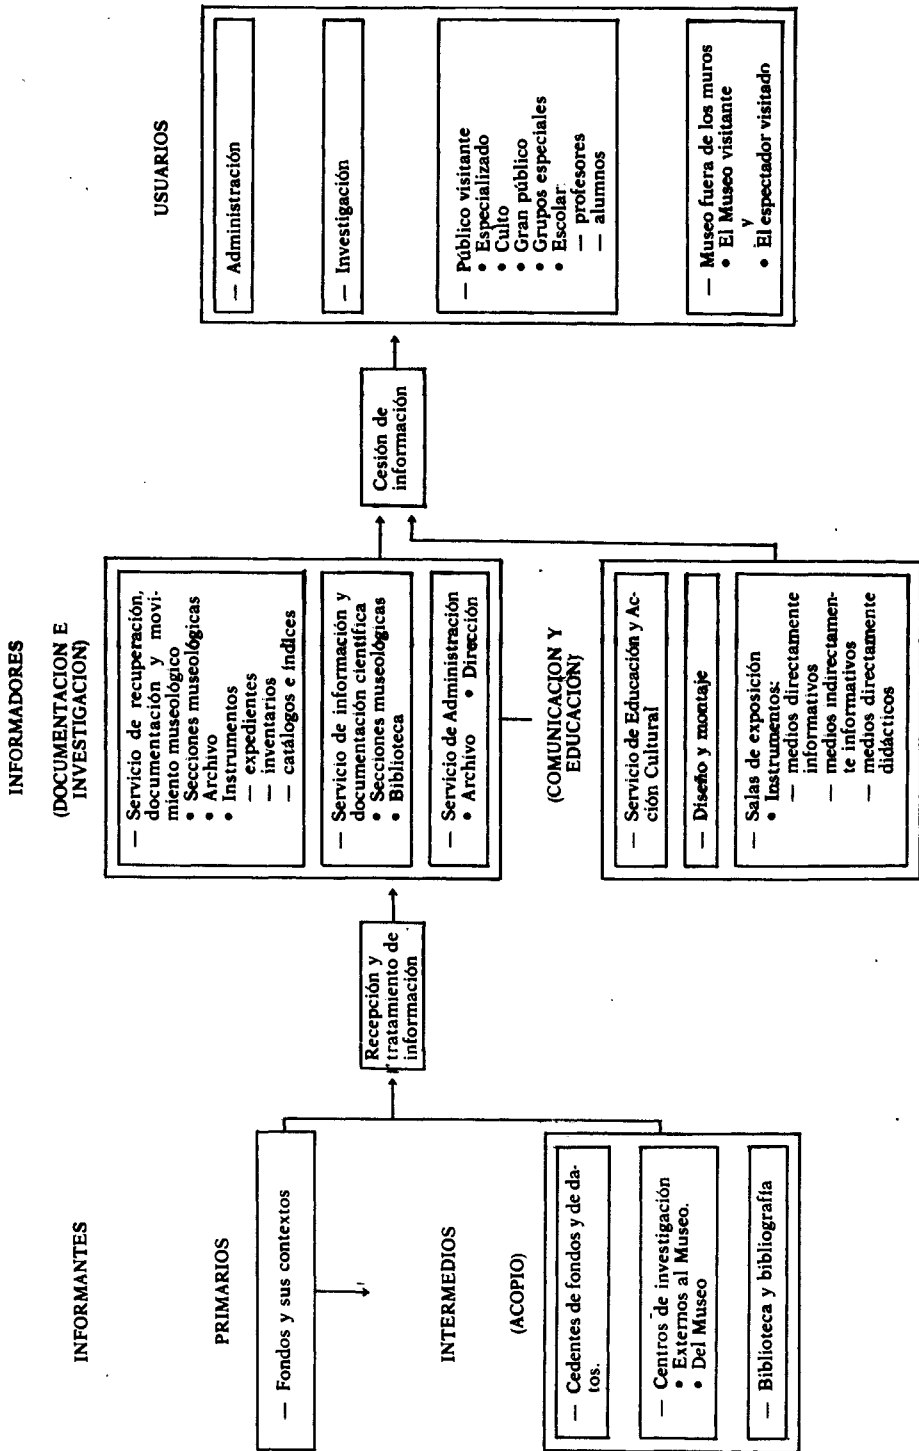 INFORMANTES
PRIMARIOS
— Fondos y sus contextos
INTERMEDIOS
(ACOPIO)
— Cedentes de fondos y de da-
tos.
— Centros de investigación
• Externos al Museo.
• Del Museo
— Biblioteca y bibliografía
Recepción y
tratamiento de
información
INFORMADORES
(DOCUMENTACION E
INVESTIGACION)
— Servicio de recuperación,
documentación y movi-
miento museológico
• Secciones museológicas
• Archivo
• Instrumentos
— expedientes
— inventarios
— catálogos e índices
— Servicio de información y
documentación científica
• Secciones museológicas
• Biblioteca
— Servicio de Administración
• Archivo • Dirección
(COMUNICACION Y
EDUCACION)
— Servicio de Educación y Ac-
ción Cultural
— Diseño y montaje
— Salas de exposición
• Instrumentos:
— medios directamente
informativos
— medios indirectamen-
te informativos
— medios directamente
didácticos
Cesión de
información
USUARIOS
— Administración
— Investigación
— Público visitante
• Especializado
• Culto
• Gran público
• Grupos especiales
• Escolar:
— profesores
— alumnos
— Museo fuera de los muros
• El Museo visitante
y
• El espectador visitado